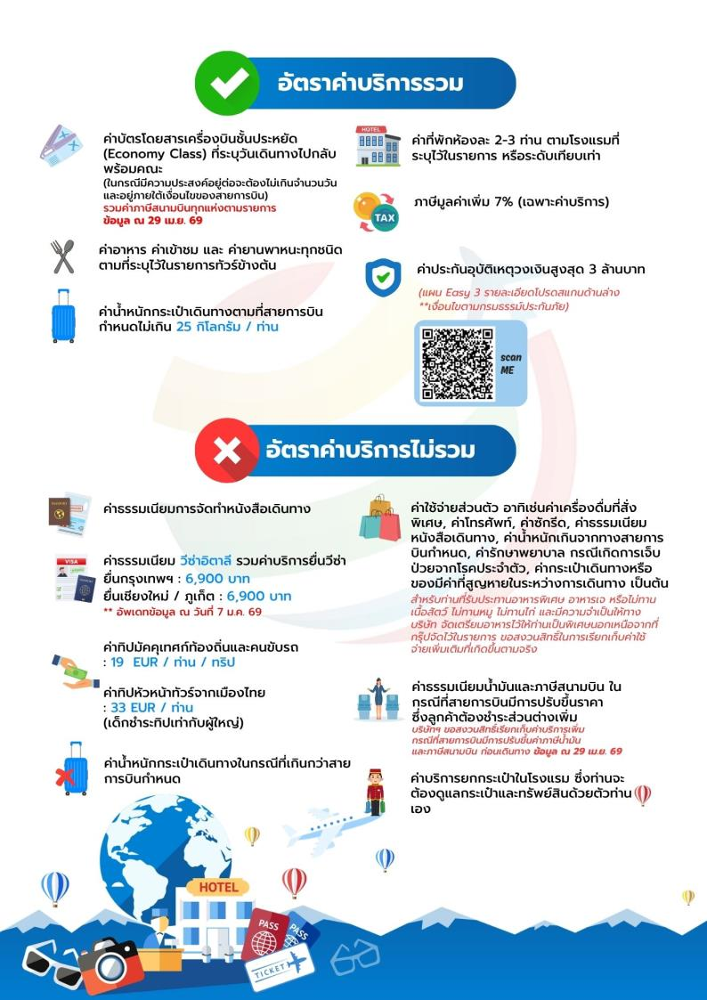 อัตราค่าบริการรวม
ค่าบัตรโดยสารเครื่องบินชั้นประหยัด
(Economy Class) ที่ระบุวันเดินทางไปกลับ
พร้อมคณะ
(ในกรณีมีความประสงค์อยู่ต่อจะต้องไม่เกินจำนวนวัน
และอยู่ภายใต้เงื่อนไขของสายการบิน)
รวมค่าภาษีสนามบินทุกแห่งตามรายการ
ข้อมูล ณ 29 เม.ย. 69
ค่าอาหาร ค่าเข้าชม และ ค่ายานพาหนะทุกชนิด
ตามที่ระบุไว้ในรายการทัวร์ข้างต้น
ค่าน้ำหนักกระเป๋าเดินทางตามที่สายการบิน
กำหนดไม่เกิน 25 กิโลกรัม / ท่าน
HOTEL
ค่าที่พักห้องละ 2-3 ท่าน ตามโรงแรมที่
ระบุไว้ในรายการ หรือระดับเทียบเท่า
TAX
ภาษีมูลค่าเพิ่ม 7% (เฉพาะค่าบริการ)
ค่าประกันอุบัติเหตุวงเงินสูงสุด 3 ล้านบาท
(แผน Easy 3 รายละเอียดโปรดสแกนด้านล่าง
**เงื่อนไขตามกรมธรรม์ประกันภัย)
scan
ME
อัตราค่าบริการไม่รวม
ค่าธรรมเนียมการจัดทำหนังสือเดินทาง
VISA
ค่าธรรมเนียม วีซ่าอิตาลี รวมค่าบริการยื่นวีซ่า
ยื่นกรุงเทพฯ : 6,900 บาท
ยื่นเชียงใหม่ / ภูเก็ต : 6,900 บาท
** อัพเดทข้อมูล ณ วันที่ 7 ม.ค. 69
ค่าทิปมัคคุเทศก์ท้องถิ่นและคนขับรถ
: 19 EUR / ท่าน / ทริป
ค่าทิปหัวหน้าทัวร์จากเมืองไทย
: 33 EUR / ท่าน
(เด็กชำระทิปเท่ากับผู้ใหญ่)
ค่าน้ำหนักกระเป๋าเดินทางในกรณีที่เกินกว่าสาย
การบินกำหนด
ค่าใช้จ่ายส่วนตัว อาทิเช่นค่าเครื่องดื่มที่สั่ง
พิเศษ, ค่าโทรศัพท์, ค่าซักรีด, ค่าธรรมเนียม
หนังสือเดินทาง, ค่าน้ำหนักเกินจากทางสายการ
บินกำหนด, ค่ารักษาพยาบาล กรณีเกิดการเจ็บ
ป่วยจากโรคประจำตัว, ค่ากระเป๋าเดินทางหรือ
ของมีค่าที่สูญหายในระหว่างการเดินทาง เป็นต้น
สำหรับท่านที่รับประทานอาหารพิเศษ อาหารเจ หรือไม่ทาน
เนื้อสัตว์ ไม่ทานหมู ไม่ทานไก่ และมีความจำเป็นให้ทาง
บริษัท จัดเตรียมอาหารไว้ให้ท่านเป็นพิเศษนอกเหนือจากที่
กรุ๊ปจัดไว้ในรายการ ขอสงวนสิทธิ์ในการเรียกเก็บค่าใช้
จ่ายเพิ่มเติมที่เกิดขึ้นตามจริง
ค่าธรรมเนียมน้ำมันและภาษีสนามบิน ใน
กรณีที่สายการบินมีการปรับขึ้นราคา
ซึ่งลูกค้าต้องชำระส่วนต่างเพิ่ม
บริษัทฯ ขอสงวนสิทธิ์เรียกเก็บค่าบริการเพิ่ม
กรณีที่สายการบินมีการปรับขึ้นค่าภาษีน้ำมัน
และภาษีสนามบิน ก่อนเดินทาง ข้อมูล ณ 29 เม.ย. 69
ค่าบริการยกกระเป๋าในโรงแรม ซึ่งท่านจะ
ต้องดูแลกระเป๋าและทรัพย์สินด้วยตัวท่าน
เอง
HOTEL
PASS
PASS
TICKET